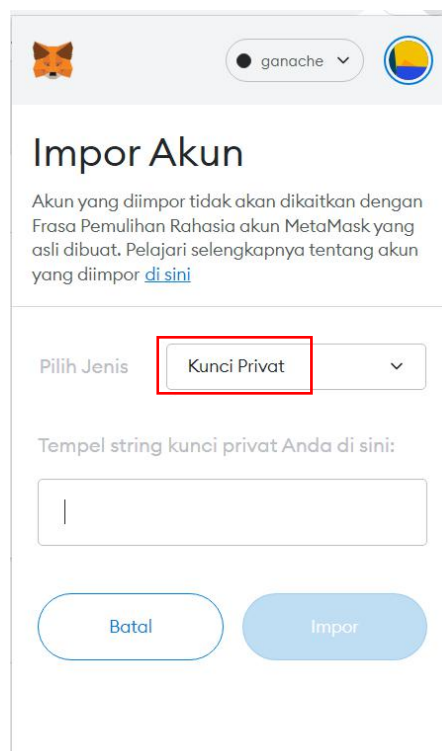 ganache
Impor Akun
Akun yang diimpor tidak akan dikaitkan dengan
Frasa Pemulihan Rahasia akun MetaMask yang
asli dibuat. Pelajari selengkapnya tentang akun
yang diimpor di sini
Pilih Jenis Kunci Privat
Tempel string kunci privat Anda di sini:
Batal Impor